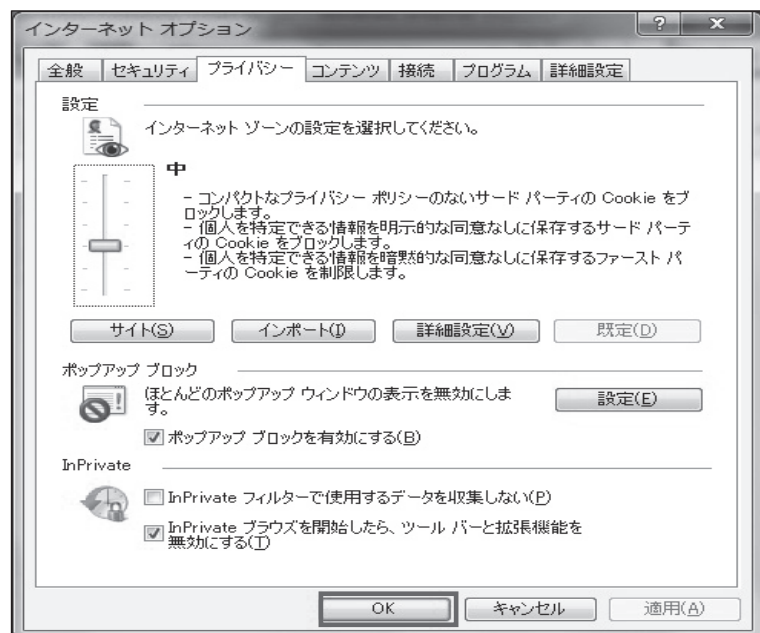 インターネット オプション
? x
全般 セキュリティ プライバシー コンテンツ 接続 プログラム 詳細設定
設定
インターネット ゾーンの設定を選択してください。
中
- コンパクトなプライバシー ポリシーのないサード パーティの Cookie をブ
ロックします。
- 個人を特定できる情報を明示的な同意なしに保存するサード パーテ
ィの Cookie をブロックします。
- 個人を特定できる情報を暗黙的な同意なしに保存するファースト パ
ーティの Cookie を制限します。
サイト(S) インポート(I) 詳細設定(V) 既定(D)
ポップアップ ブロック
ほとんどのポップアップ ウィンドウの表示を無効にしま
す。
設定(E)
ポップアップ ブロックを有効にする(B)
InPrivate
InPrivate フィルターで使用するデータを収集しない(P)
InPrivate ブラウズを開始したら、ツール バーと拡張機能を
無効にする(T)
OK キャンセル 適用(A)